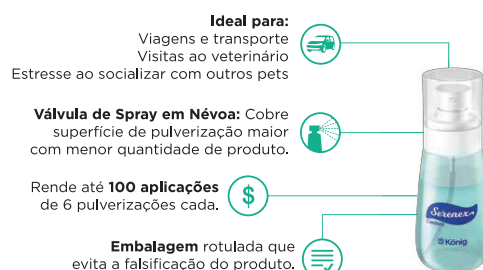 Ideal para:
Viagens e transporte
Visitas ao veterinário
Estresse ao socializar com outros pets
Válvula de Spray em Névoa: Cobre
superfície de pulverização maior
com menor quantidade de produto.
Rende até 100 aplicações
de 6 pulverizações cada.
$
Embalagem rotulada que
evita a falsificação do produto.
Serenex
König